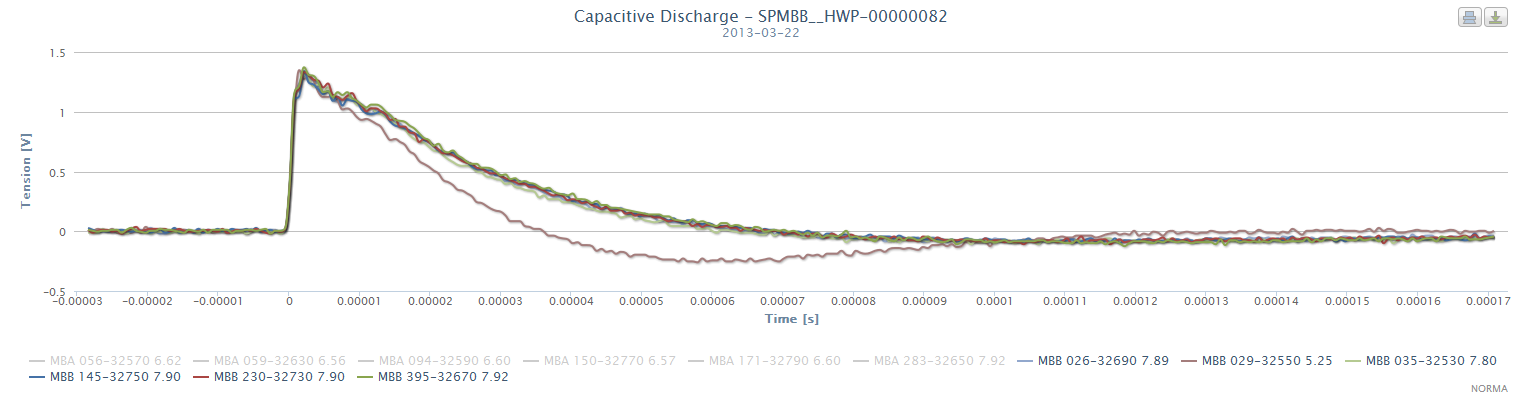 Capacitive Discharge - SPMBB__HWP-00000082
2013-03-22
1.5
1
0.5
0
-0.5
Tension [V]
-0.00003 -0.00002 -0.00001 0 0.00001 0.00002 0.00003 0.00004 0.00005 0.00006 0.00007 0.00008 0.00009 0.0001 0.00011 0.00012 0.00013 0.00014 0.00015 0.00016 0.00017
Time [s]
MBA 056-32570 6.62 MBA 059-32630 6.56 MBA 094-32590 6.60 MBA 150-32770 6.57 MBA 171-32790 6.60 MBA 283-32650 7.92 MBB 026-32690 7.89 MBB 029-32550 5.25 MBB 035-32530 7.80
MBB 145-32750 7.90 MBB 230-32730 7.90 MBB 395-32670 7.92
NORMA